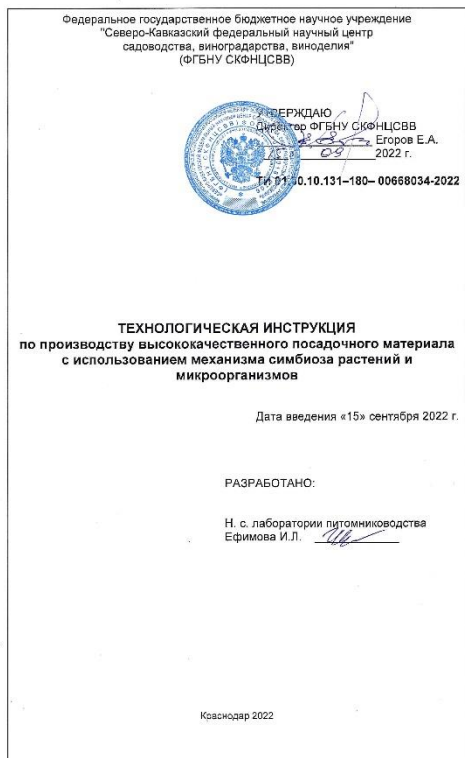 Федеральное государственное бюджетное научное учреждение
"Северо-Кавказский федеральный научный центр
садоводства, виноградарства, виноделия"
(ФГБНУ СКФНЦСВВ)
УТВЕРЖДАЮ
Директор ФГБНУ СКФНЦСВВ
Егоров Е.А.
09 2022 г.
ТИ 01.30.10.131–180– 00668034-2022
ТЕХНОЛОГИЧЕСКАЯ ИНСТРУКЦИЯ
по производству высококачественного посадочного материала
с использованием механизма симбиоза растений и
микроорганизмов
Дата введения «15» сентября 2022 г.
РАЗРАБОТАНО:
Н. с. лаборатории питомниководства
Ефимова И.Л.
Краснодар 2022